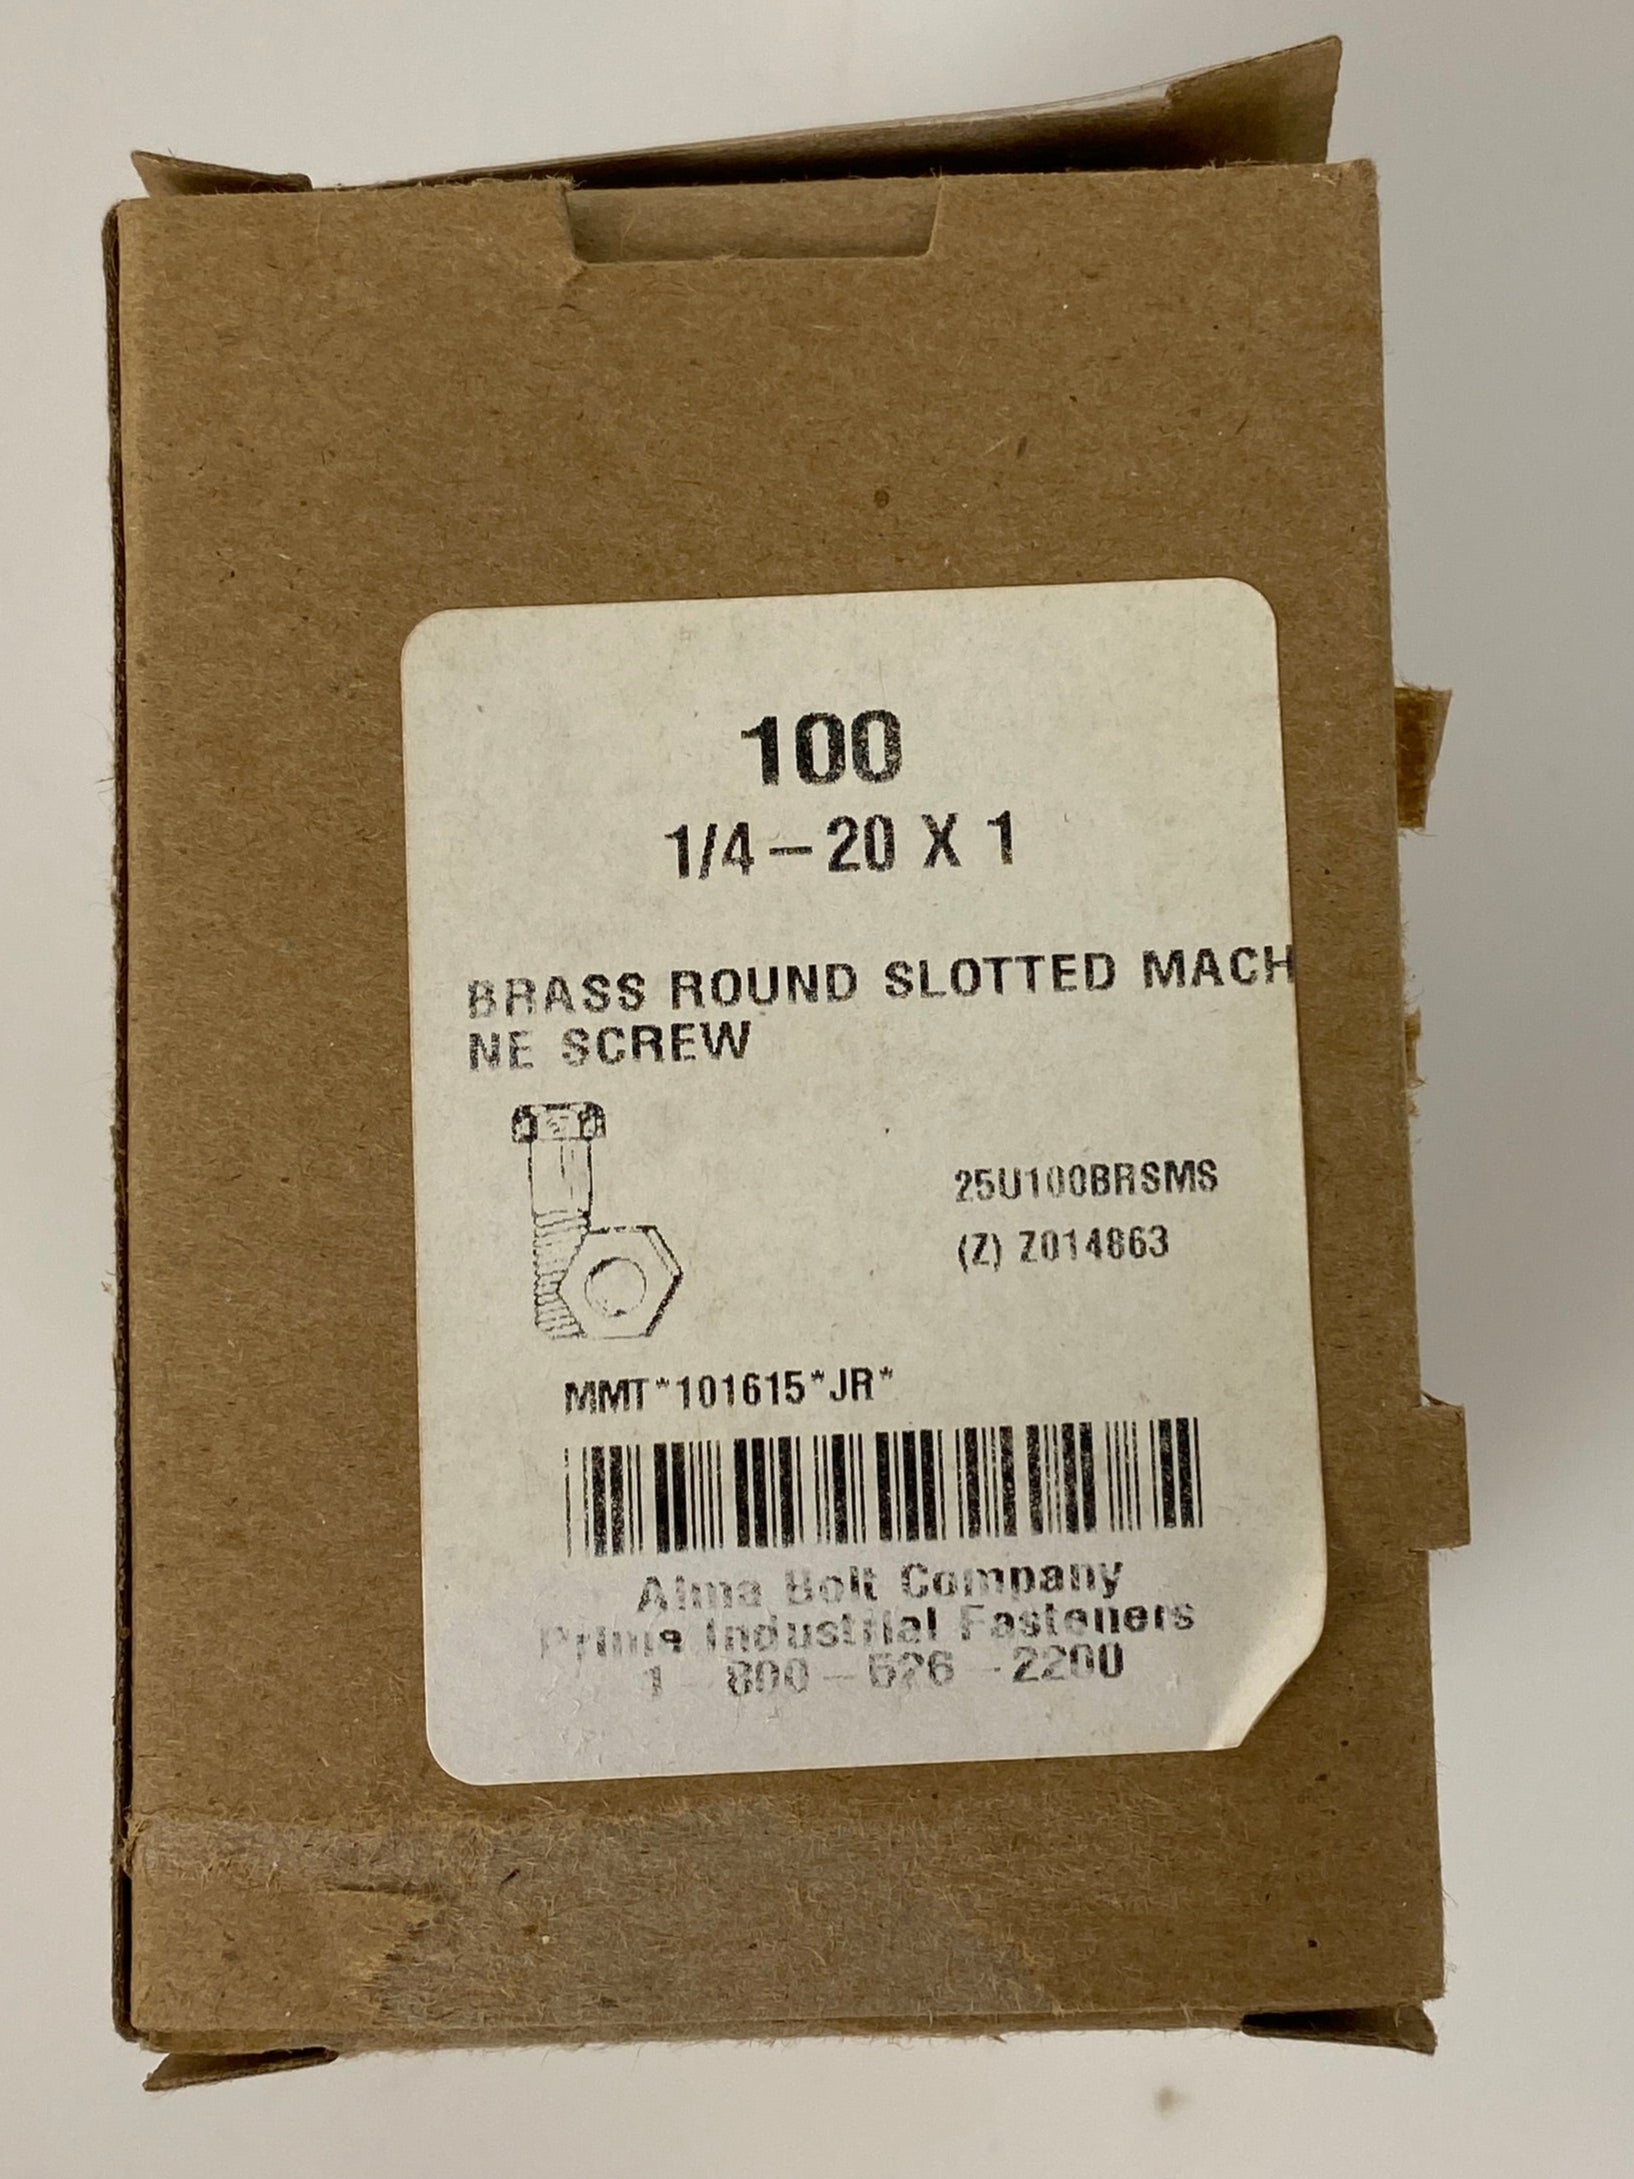 100
1/4-20 X 1
BRASS ROUND SLOTTED MACH
NE SCREW
25U100BRSMS
(Z) Z014863
MMT*101615*JR*
Alma Bolt Company
Prime Industrial Fasteners
1-800-526-2200